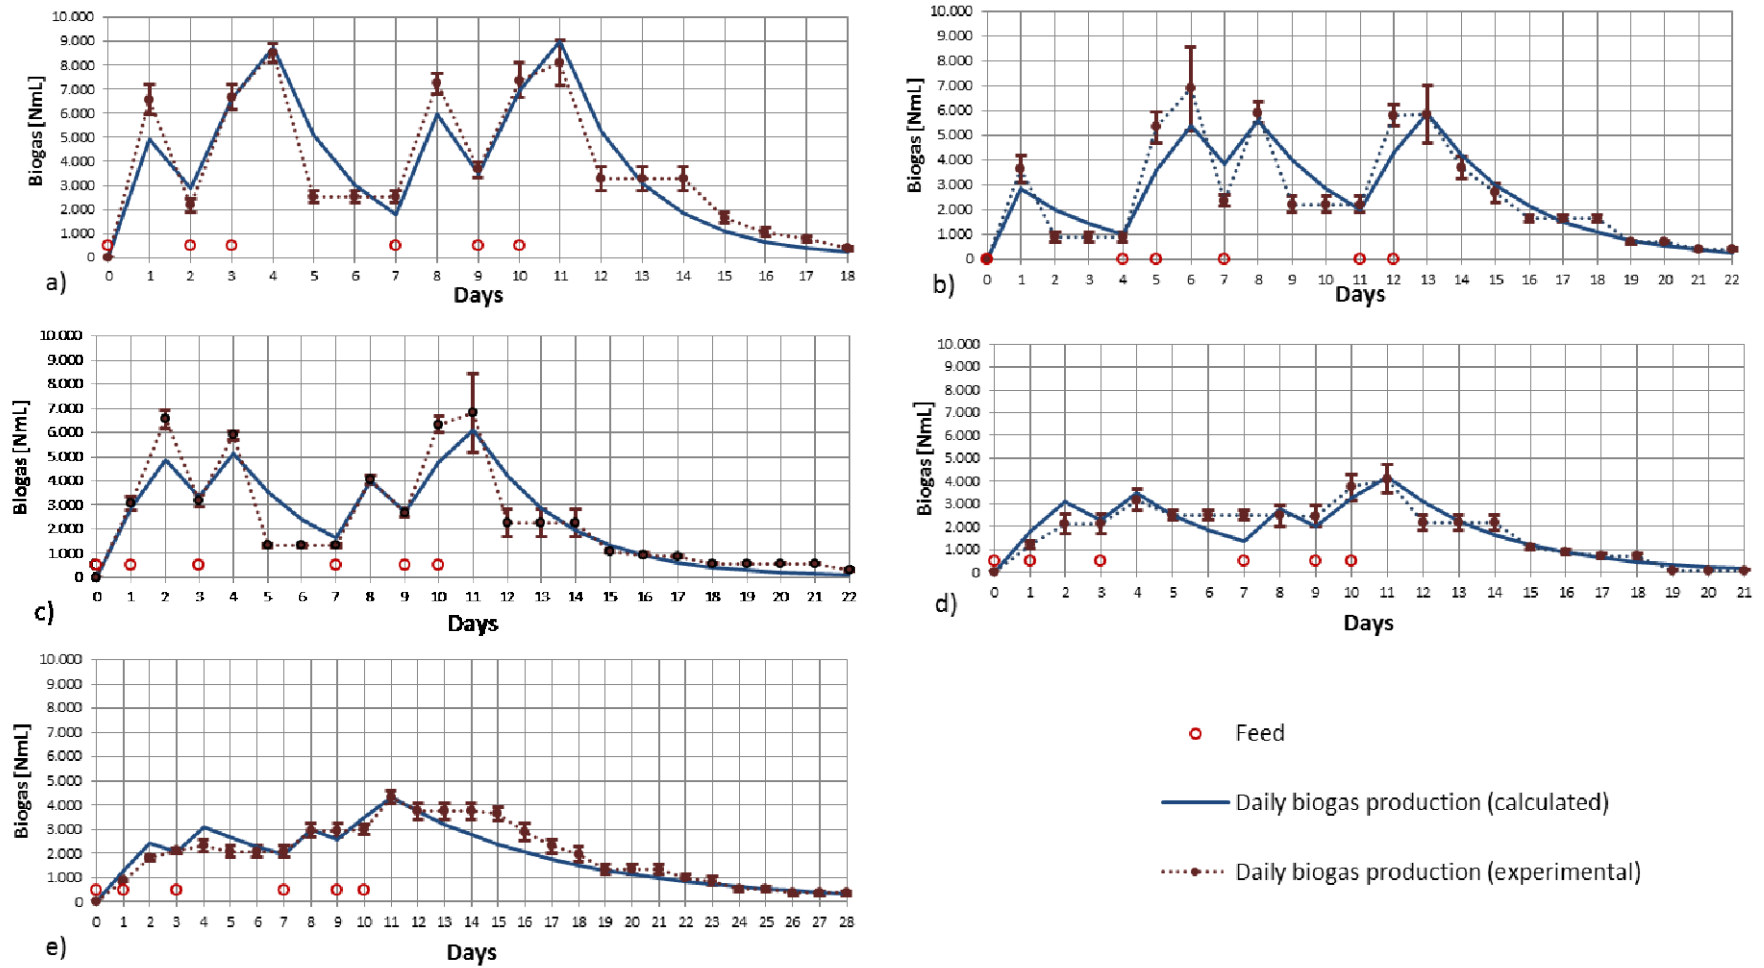 10.000
9.000
8.000
7.000
6.000
5.000
4.000
3.000
2.000
1.000
0
Biogas [NmL]
0 1 2 3 4 5 6 7 8 9 10 11 12 13 14 15 16 17 18
Days
a)
10.000
9.000
8.000
7.000
6.000
5.000
4.000
3.000
2.000
1.000
0
Biogas [NmL]
0 1 2 3 4 5 6 7 8 9 10 11 12 13 14 15 16 17 18 19 20 21 22
Days
b)
10.000
9.000
8.000
7.000
6.000
5.000
4.000
3.000
2.000
1.000
0
Biogas [NmL]
0 1 2 3 4 5 6 7 8 9 10 11 12 13 14 15 16 17 18 19 20 21 22
Days
c)
10.000
9.000
8.000
7.000
6.000
5.000
4.000
3.000
2.000
1.000
0
Biogas [NmL]
0 1 2 3 4 5 6 7 8 9 10 11 12 13 14 15 16 17 18 19 20 21
Days
d)
10.000
9.000
8.000
7.000
6.000
5.000
4.000
3.000
2.000
1.000
0
Biogas [NmL]
0 1 2 3 4 5 6 7 8 9 10 11 12 13 14 15 16 17 18 19 20 21 22 23 24 25 26 27 28
Days
e)
Feed
Daily biogas production (calculated)
Daily biogas production (experimental)